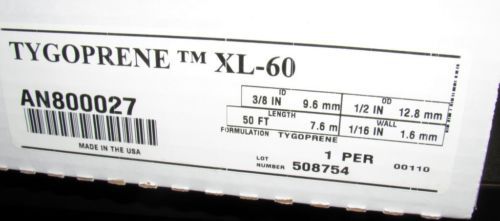 TYGOPRENE ™ XL-60
AN800027
MADE IN THE USA
ID OD
3/8 IN 9.6 mm 1/2 IN 12.8 mm
LENGTH WALL
50 FT 7.6 m 1/16 IN 1.6 mm
FORMULATION TYGOPRENE
1 PER 00110
LOT NUMBER 508754